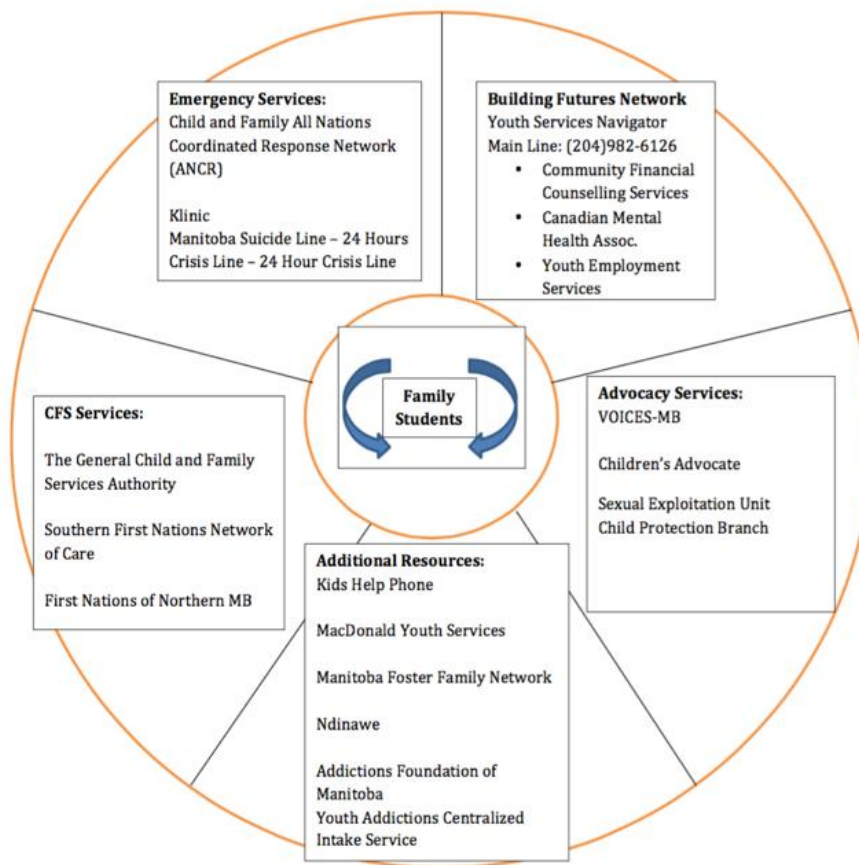 Emergency Services:
Child and Family All Nations
Coordinated Response Network
(ANCR)
Klinic
Manitoba Suicide Line – 24 Hours
Crisis Line – 24 Hour Crisis Line
Building Futures Network
Youth Services Navigator
Main Line: (204)982-6126
▪ Community Financial
Counselling Services
▪ Canadian Mental
Health Assoc.
▪ Youth Employment
Services
CFS Services:
The General Child and Family
Services Authority
Southern First Nations Network
of Care
First Nations of Northern MB
Family
Students
Advocacy Services:
VOICES-MB
Children’s Advocate
Sexual Exploitation Unit
Child Protection Branch
Additional Resources:
Kids Help Phone
MacDonald Youth Services
Manitoba Foster Family Network
Ndinawe
Addictions Foundation of
Manitoba
Youth Addictions Centralized
Intake Service